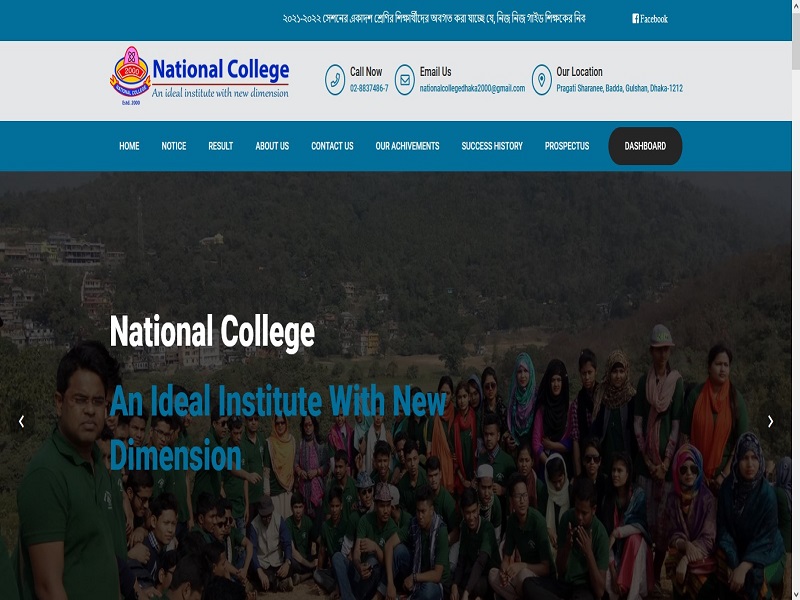 ২০২১-২০২২ সেশনের একাদশ শ্রেণির শিক্ষার্থীদের অবগত করা যাচ্ছে যে, নিজ নিজ গাইড শিক্ষকের নিব
Facebook
2000
NATIONAL COLLEGE
Estd. 2000
National College
An ideal institute with new dimension
Call Now
02-8837486-7
Email Us
nationalcollegedhaka2000@gmail.com
Our Location
Pragati Sharanee, Badda, Gulshan, Dhaka-1212
HOME NOTICE RESULT ABOUT US CONTACT US OUR ACHIVEMENTS SUCCESS HISTORY PROSPECTUS DASHBOARD
National College
An Ideal Institute With New
Dimension